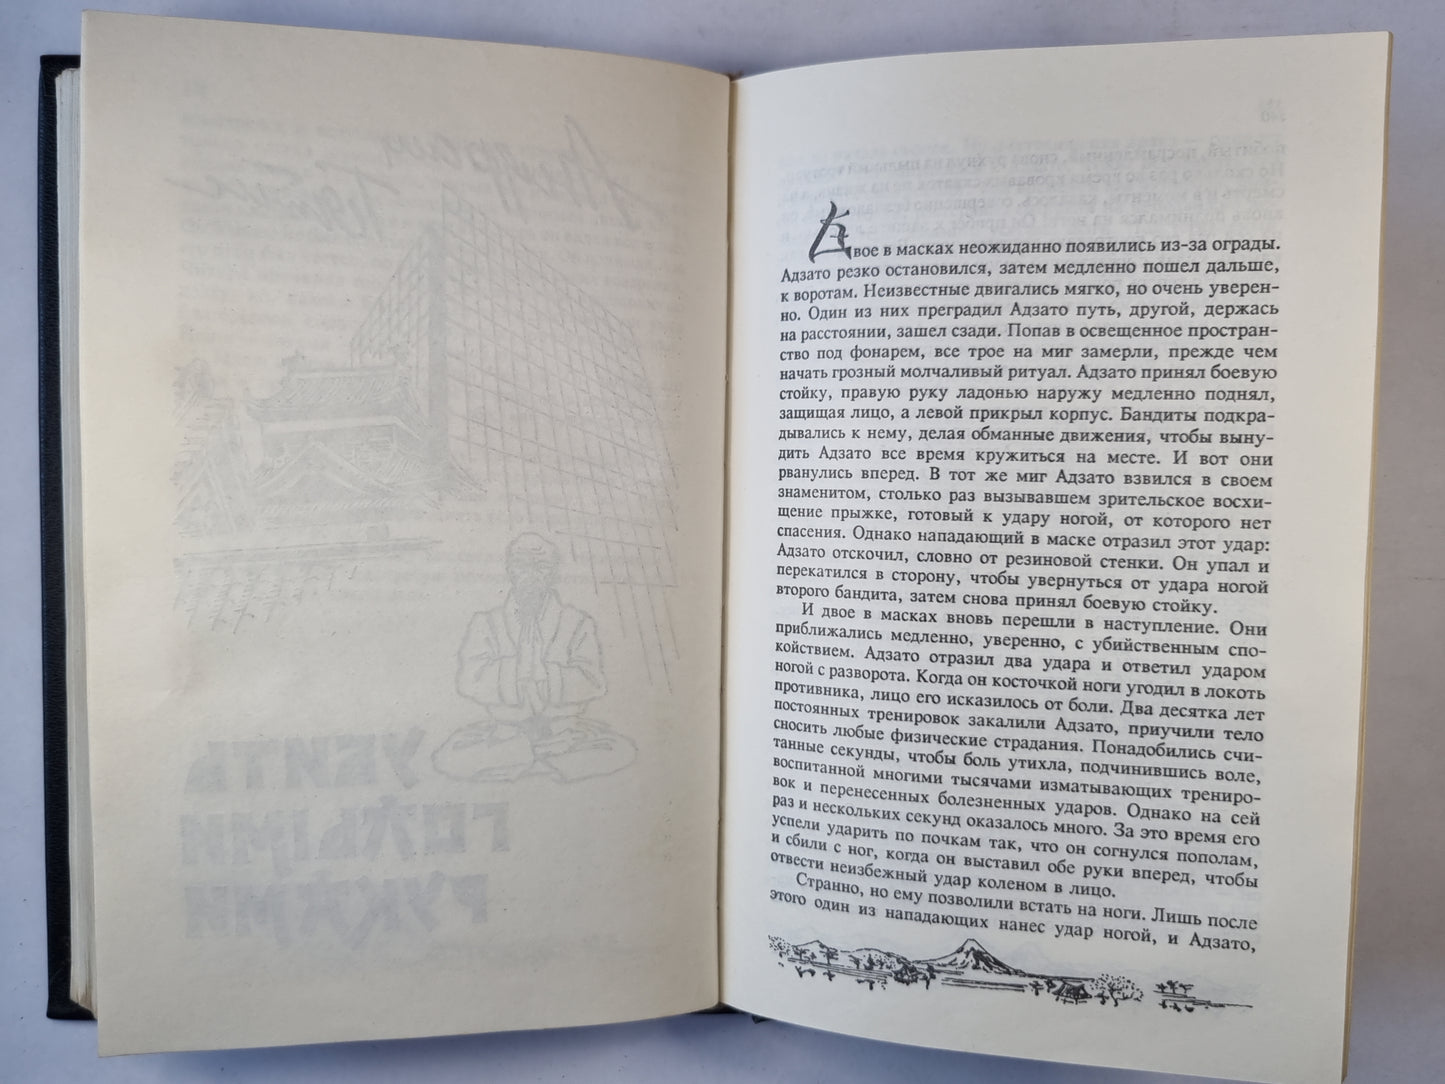 Двое в масках неожиданно появились из-за ограды.
Адзато резко остановился, затем медленно пошел дальше,
к воротам. Неизвестные двигались мягко, но очень уверен-
но. Один из них преградил Адзато путь, другой, держась
на расстоянии, зашел сзади. Попав в освещенное простран-
ство под фонарем, все трое на миг замерли, прежде чем
начать грозный молчаливый ритуал. Адзато принял боевую
стойку, правую руку ладонью наружу медленно поднял,
защищая лицо, а левой прикрыл корпус. Бандиты подкра-
дывались к нему, делая обманные движения, чтобы выну-
дить Адзато все время кружиться на месте. И вот они
рванулись вперед. В тот же миг Адзато взвился в своем
знаменитом, столько раз вызывавшем зрительское восхи-
щение прыжке, готовый к удару ногой, от которого нет
спасения. Однако нападающий в маске отразил этот удар:
Адзато отскочил, словно от резиновой стенки. Он упал и
перекатился в сторону, чтобы увернуться от удара ногой
второго бандита, затем снова принял боевую стойку.
И двое в масках вновь перешли в наступление. Они
приближались медленно, уверенно, с убийственным спо-
койствием. Адзато отразил два удара и ответил ударом
ногой с разворота. Когда он косточкой ноги угодил в локоть
противника, лицо его исказилось от боли. Два десятка лет
постоянных тренировок закалили Адзато, приучили тело
сносить любые физические страдания. Понадобились счи-
танные секунды, чтобы боль утихла, подчинившись воле,
воспитанной многими тысячами изматывающих трениро-
вок и перенесенных болезненных ударов. Однако на сей
раз и нескольких секунд оказалось много. За это время его
успели ударить по почкам так, что он согнулся пополам,
и сбили с ног, когда он выставил обе руки вперед, чтобы
отвести неизбежный удар коленом в лицо.
Странно, но ему позволили встать на ноги. Лишь после
этого один из нападающих нанес удар ногой, и Адзато,